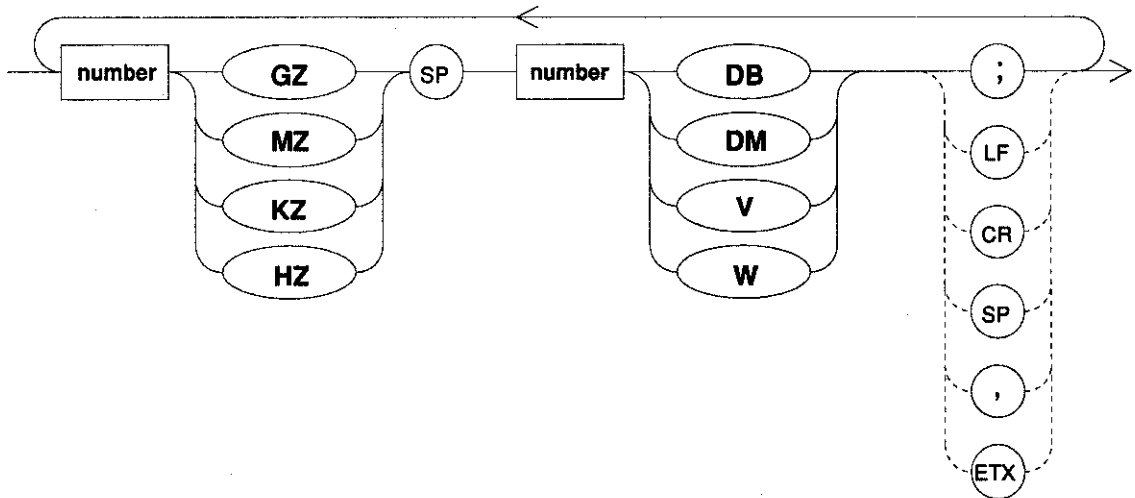 number GZ SP number DB ;
MZ DM LF
KZ V CR
HZ W SP
,
ETX